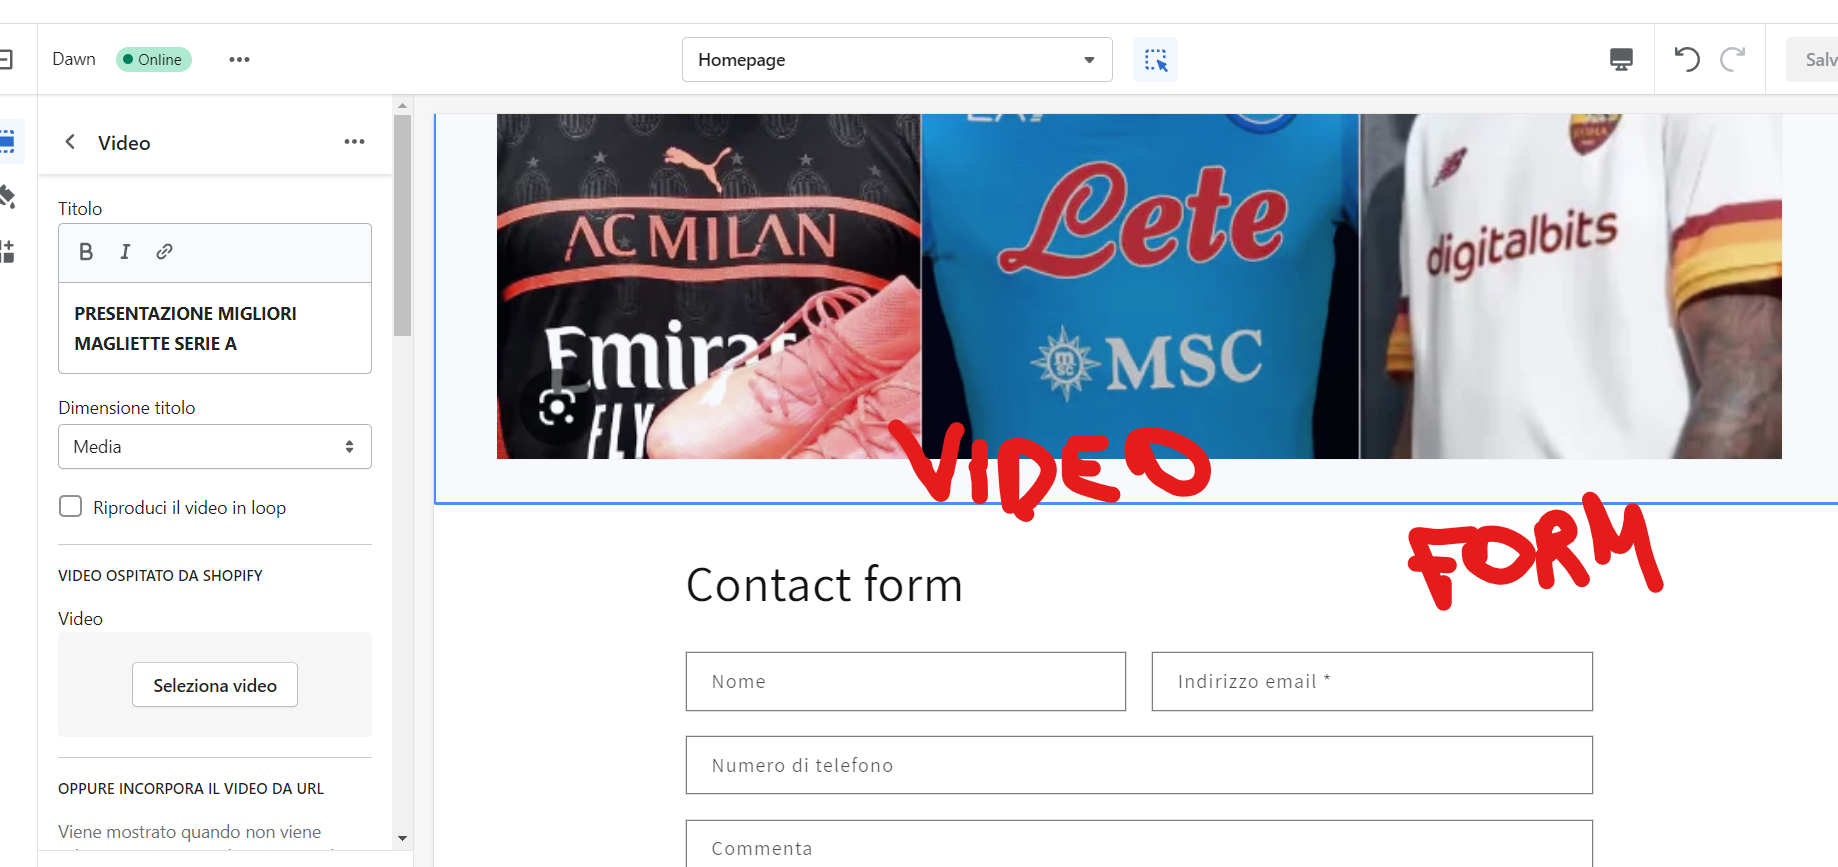 Dawn
Online
Homepage
Salv
Video
Titolo
B I
PRESENTAZIONE MIGLIORI
MAGLIETTE SERIE A
Dimensione titolo
Media
Riproduci il video in loop
VIDEO OSPITATO DA SHOPIFY
Video
Seleziona video
OPPURE INCORPORA IL VIDEO DA URL
Viene mostrato quando non viene
AC MILAN
Emirat
FLY
Lete
msc MSC
digitalbits
VIDEO
FORM
Contact form
Nome
Indirizzo email *
Numero di telefono
Commenta